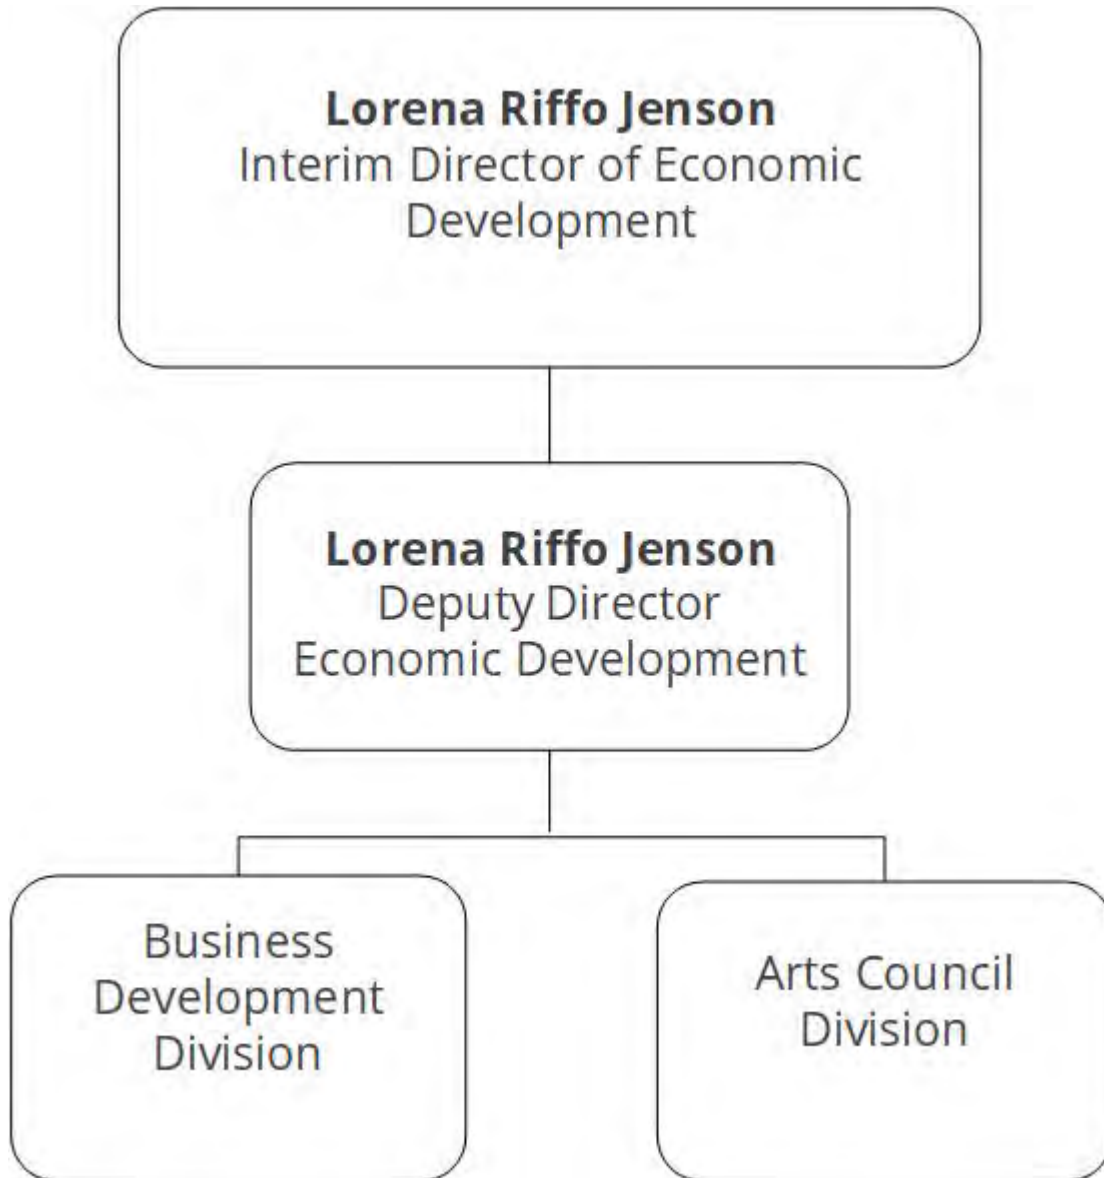 Lorena Riffo Jenson
Interim Director of Economic
Development
Lorena Riffo Jenson
Deputy Director
Economic Development
Business
Development
Division
Arts Council
Division